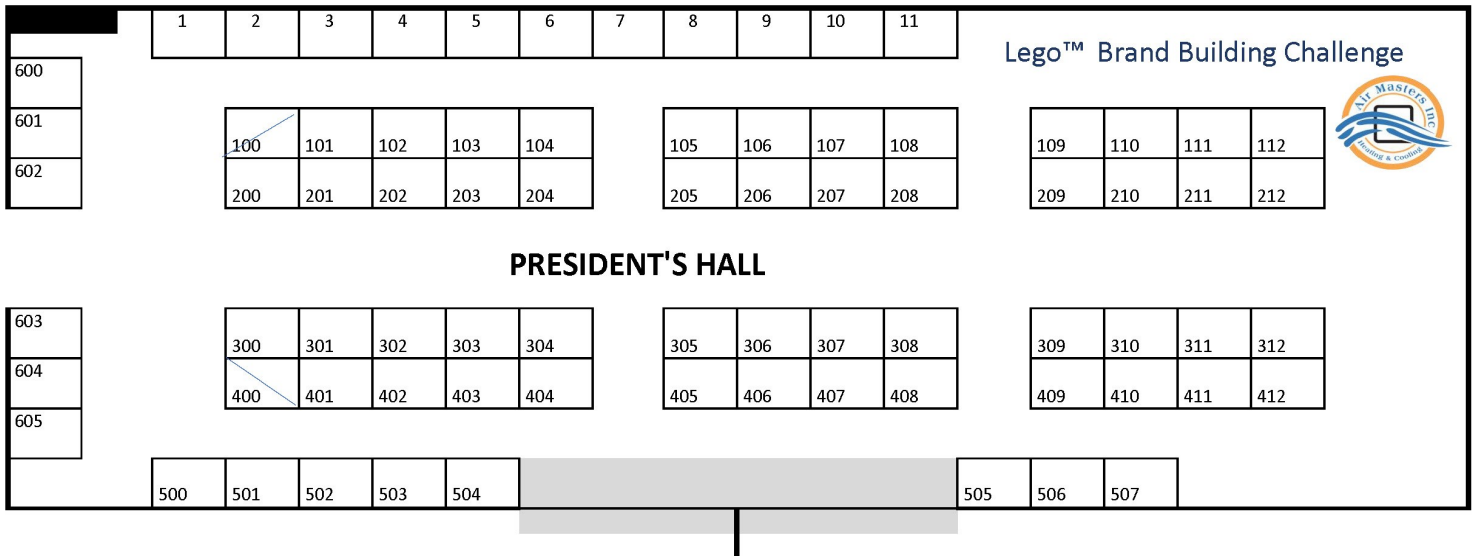 1 2 3 4 5 6 7 8 9 10 11
Lego™ Brand Building Challenge
600
Air Masters Inc
Heating & Cooling
601
100 101 102 103 104 105 106 107 108 109 110 111 112
602
200 201 202 203 204 205 206 207 208 209 210 211 212
PRESIDENT'S HALL
603
300 301 302 303 304 305 306 307 308 309 310 311 312
604
400 401 402 403 404 405 406 407 408 409 410 411 412
605
500 501 502 503 504 505 506 507